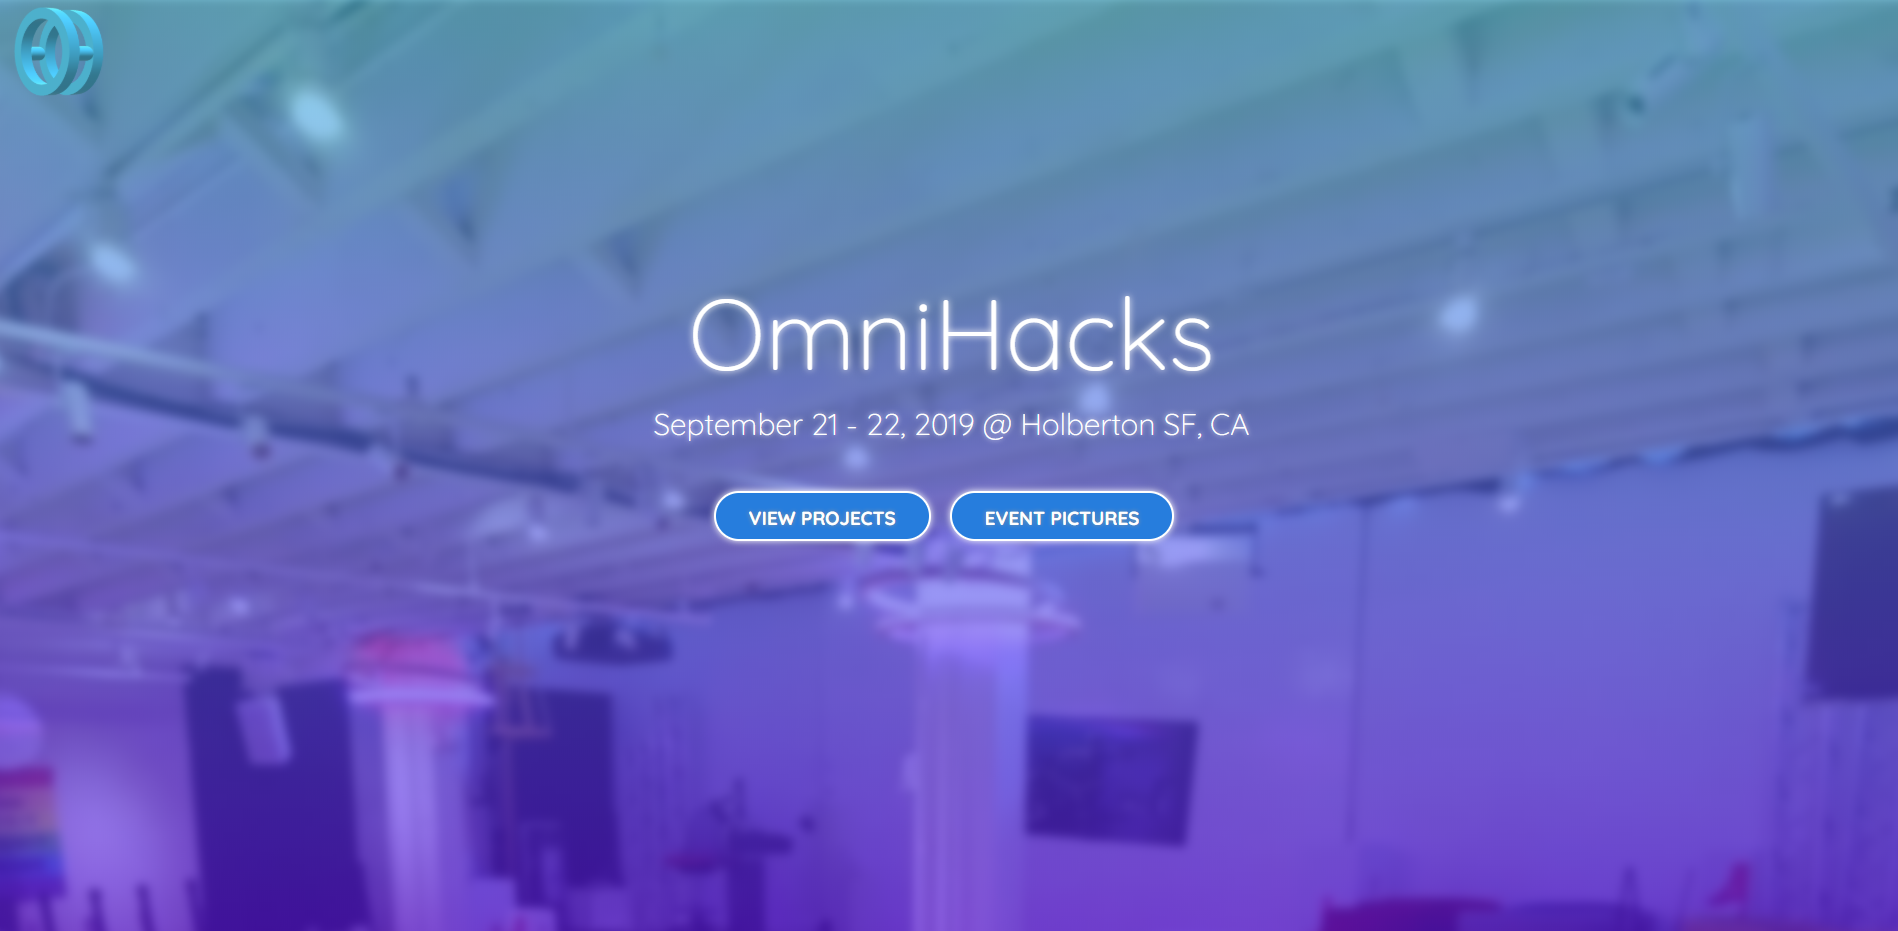 OmniHacks
September 21 - 22, 2019 @ Holberton SF, CA
VIEW PROJECTS
EVENT PICTURES